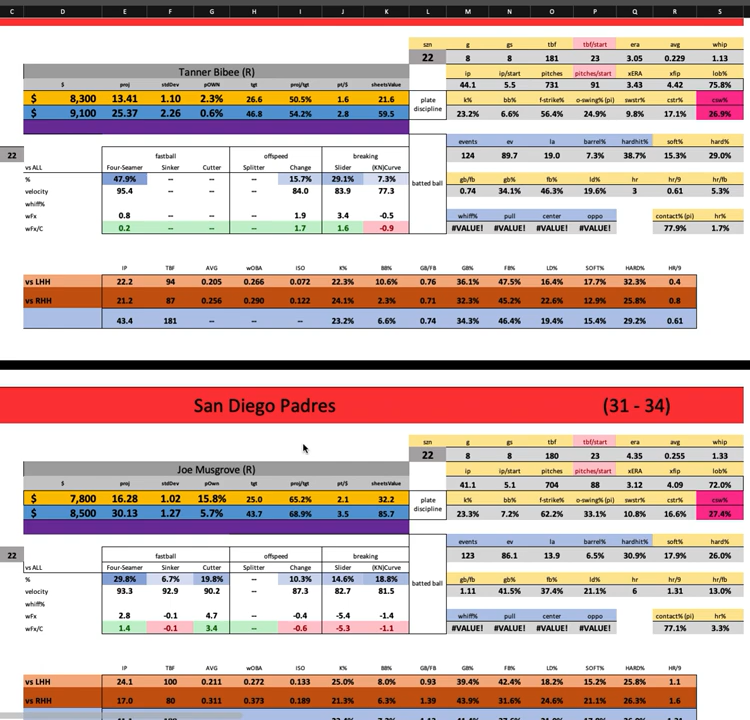 C D E F G H I J K L M N O P Q R S
szn g gs tbf tbf/start era avg whip
22 8 8 181 23 3.05 0.229 1.13
Tanner Bibee (R) ip ip/start pitches pitches/start xERA xfip lob%
$ proj stdDev pOWN tgt proj/tgt pt/$ sheetsValue 44.1 5.5 731 91 3.43 4.42 75.8%
$ 8,300 13.41 1.10 2.3% 26.6 50.5% 1.6 21.6 plate discipline k% bb% f-strike% o-swing% (pi) swstr% cstr% csw%
$ 9,100 25.37 2.26 0.6% 46.8 54.2% 2.8 59.5 23.2% 6.6% 56.4% 24.9% 9.8% 17.1% 26.9%
events ev la barrel% hardhit% soft% hard%
22 fastball offspeed breaking 124 89.7 19.0 7.3% 38.7% 15.3% 29.0%
vs ALL Four-Seamer Sinker Cutter Splitter Change Slider (KN)Curve
% 47.9% -- -- -- 15.7% 29.1% 7.3% batted ball gb/fb gb% fb% ld% hr hr/9 hr/fb
velocity 95.4 -- -- -- 84.0 83.9 77.3 0.74 34.1% 46.3% 19.6% 3 0.61 5.3%
whiff%
wFx 0.8 -- -- -- 1.9 3.4 -0.5 whiff% pull center oppo contact% (pi) hr%
wFx/C 0.2 -- -- -- 1.7 1.6 -0.9 #VALUE! #VALUE! #VALUE! #VALUE! 77.9% 1.7%
IP TBF AVG wOBA ISO K% BB% GB/FB GB% FB% LD% SOFT% HARD% HR/9
vs LHH 22.2 94 0.205 0.266 0.072 22.3% 10.6% 0.76 36.1% 47.5% 16.4% 17.7% 32.3% 0.4
vs RHH 21.2 87 0.256 0.290 0.122 24.1% 2.3% 0.71 32.3% 45.2% 22.6% 12.9% 25.8% 0.8
43.4 181 -- -- -- 23.2% 6.6% 0.74 34.3% 46.4% 19.4% 15.4% 29.2% 0.61
San Diego Padres (31 - 34)
szn g gs tbf tbf/start era avg whip
22 8 8 180 23 4.35 0.255 1.33
Joe Musgrove (R) ip ip/start pitches pitches/start xERA xfip lob%
$ proj stdDev pOwn tgt proj/tgt pt/$ sheetsValue 41.1 5.1 704 88 3.12 4.09 72.0%
$ 7,800 16.28 1.02 15.8% 25.0 65.2% 2.1 32.2 plate discipline k% bb% f-strike% o-swing% (pi) swstr% cstr% csw%
$ 8,500 30.13 1.27 5.7% 43.7 68.9% 3.5 85.7 23.3% 7.2% 62.2% 33.1% 10.8% 16.6% 27.4%
events ev la barrel% hardhit% soft% hard%
22 fastball offspeed breaking 123 86.1 13.9 6.5% 30.9% 17.9% 26.0%
vs ALL Four-Seamer Sinker Cutter Splitter Change Slider (KN)Curve
% 29.8% 6.7% 19.8% -- 10.3% 14.6% 18.8% batted ball gb/fb gb% fb% ld% hr hr/9 hr/fb
velocity 93.3 92.9 90.2 -- 87.3 82.7 81.5 1.11 41.5% 37.4% 21.1% 6 1.31 13.0%
whiff%
wFx 2.8 -0.1 4.7 -- -0.4 -5.4 -1.4 whiff% pull center oppo contact% (pi) hr%
wFx/C 1.4 -0.1 3.4 -- -0.6 -5.3 -1.1 #VALUE! #VALUE! #VALUE! #VALUE! 77.1% 3.3%
IP TBF AVG wOBA ISO K% BB% GB/FB GB% FB% LD% SOFT% HARD% HR/9
vs LHH 24.1 100 0.211 0.272 0.133 25.0% 8.0% 0.93 39.4% 42.4% 18.2% 15.2% 25.8% 1.1
vs RHH 17.0 80 0.311 0.373 0.189 21.3% 6.3% 1.39 43.9% 31.6% 24.6% 21.1% 26.3% 1.6